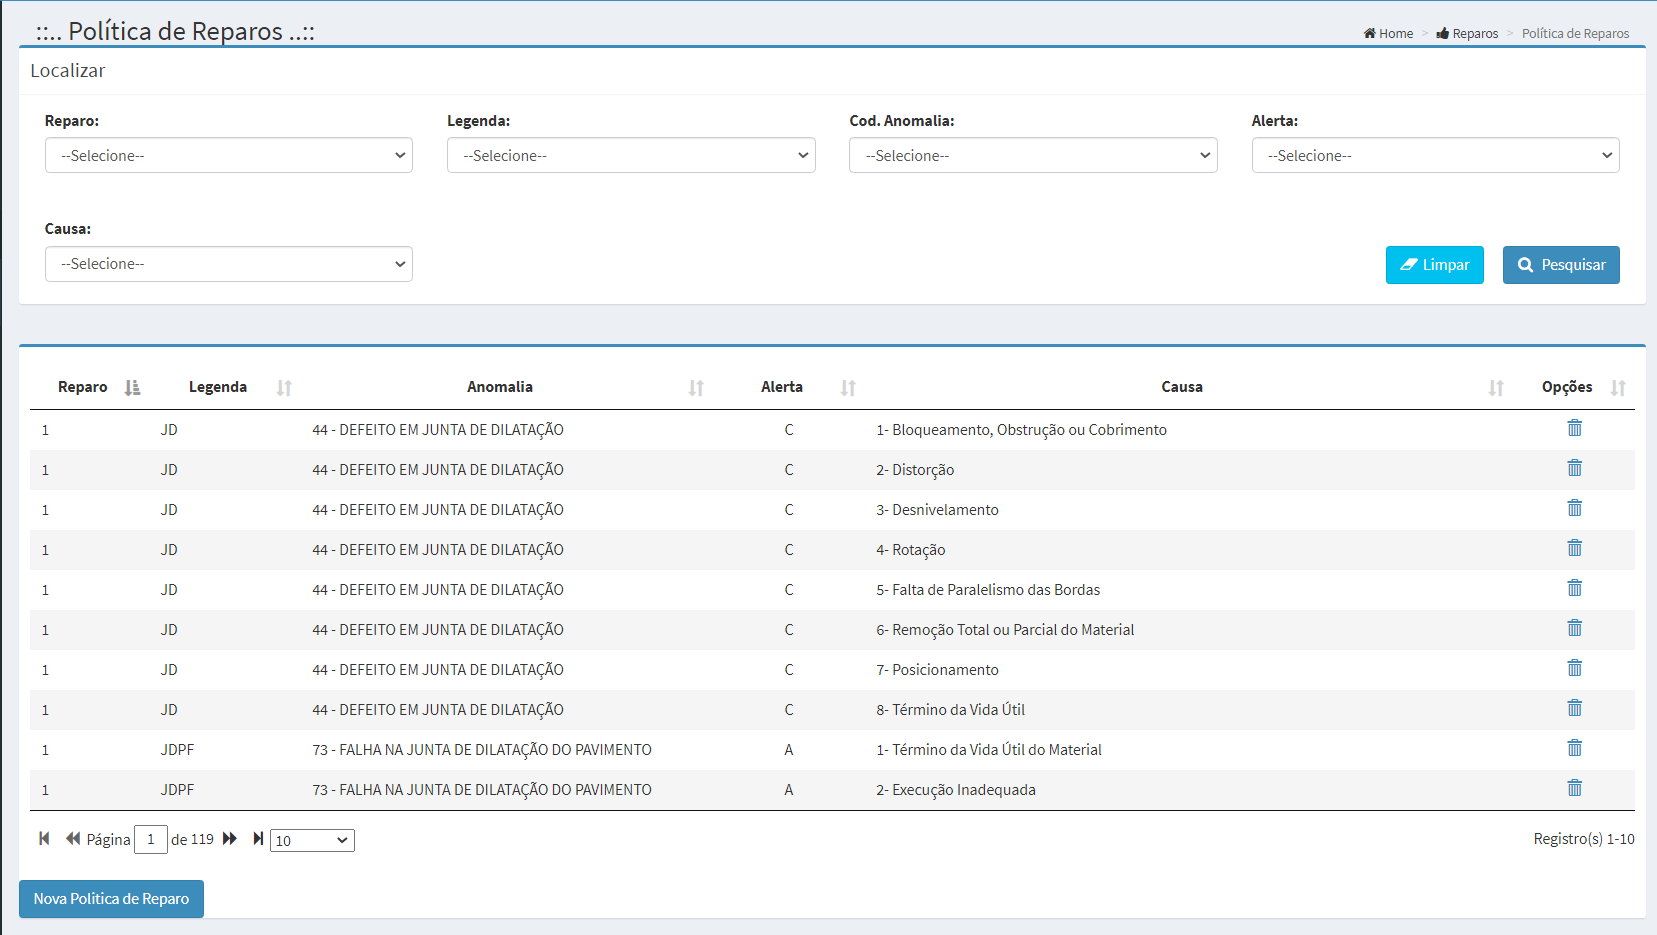 ::.. Política de Reparos ..::
Home > Reparos > Política de Reparos
Localizar
Reparo: Legenda: Cod. Anomalia: Alerta:
--Selecione-- --Selecione-- --Selecione-- --Selecione--
Causa:
--Selecione-- Limpar Pesquisar
Reparo Legenda Anomalia Alerta Causa Opções
1 JD 44 - DEFEITO EM JUNTA DE DILATAÇÃO C 1- Bloqueamento, Obstrução ou Cobrimento
1 JD 44 - DEFEITO EM JUNTA DE DILATAÇÃO C 2- Distorção
1 JD 44 - DEFEITO EM JUNTA DE DILATAÇÃO C 3- Desnivelamento
1 JD 44 - DEFEITO EM JUNTA DE DILATAÇÃO C 4- Rotação
1 JD 44 - DEFEITO EM JUNTA DE DILATAÇÃO C 5- Falta de Paralelismo das Bordas
1 JD 44 - DEFEITO EM JUNTA DE DILATAÇÃO C 6- Remoção Total ou Parcial do Material
1 JD 44 - DEFEITO EM JUNTA DE DILATAÇÃO C 7- Posicionamento
1 JD 44 - DEFEITO EM JUNTA DE DILATAÇÃO C 8- Término da Vida Útil
1 JDPF 73 - FALHA NA JUNTA DE DILATAÇÃO DO PAVIMENTO A 1- Término da Vida Útil do Material
1 JDPF 73 - FALHA NA JUNTA DE DILATAÇÃO DO PAVIMENTO A 2- Execução Inadequada
Página 1 de 119 10 Registro(s) 1-10
Nova Politica de Reparo